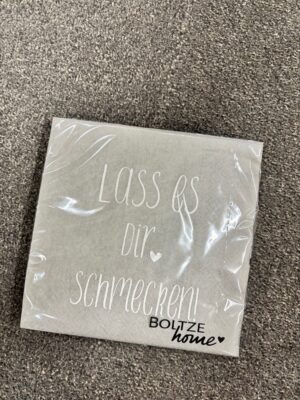 Lass es
Dir
schmecken!
BOLTZE
home